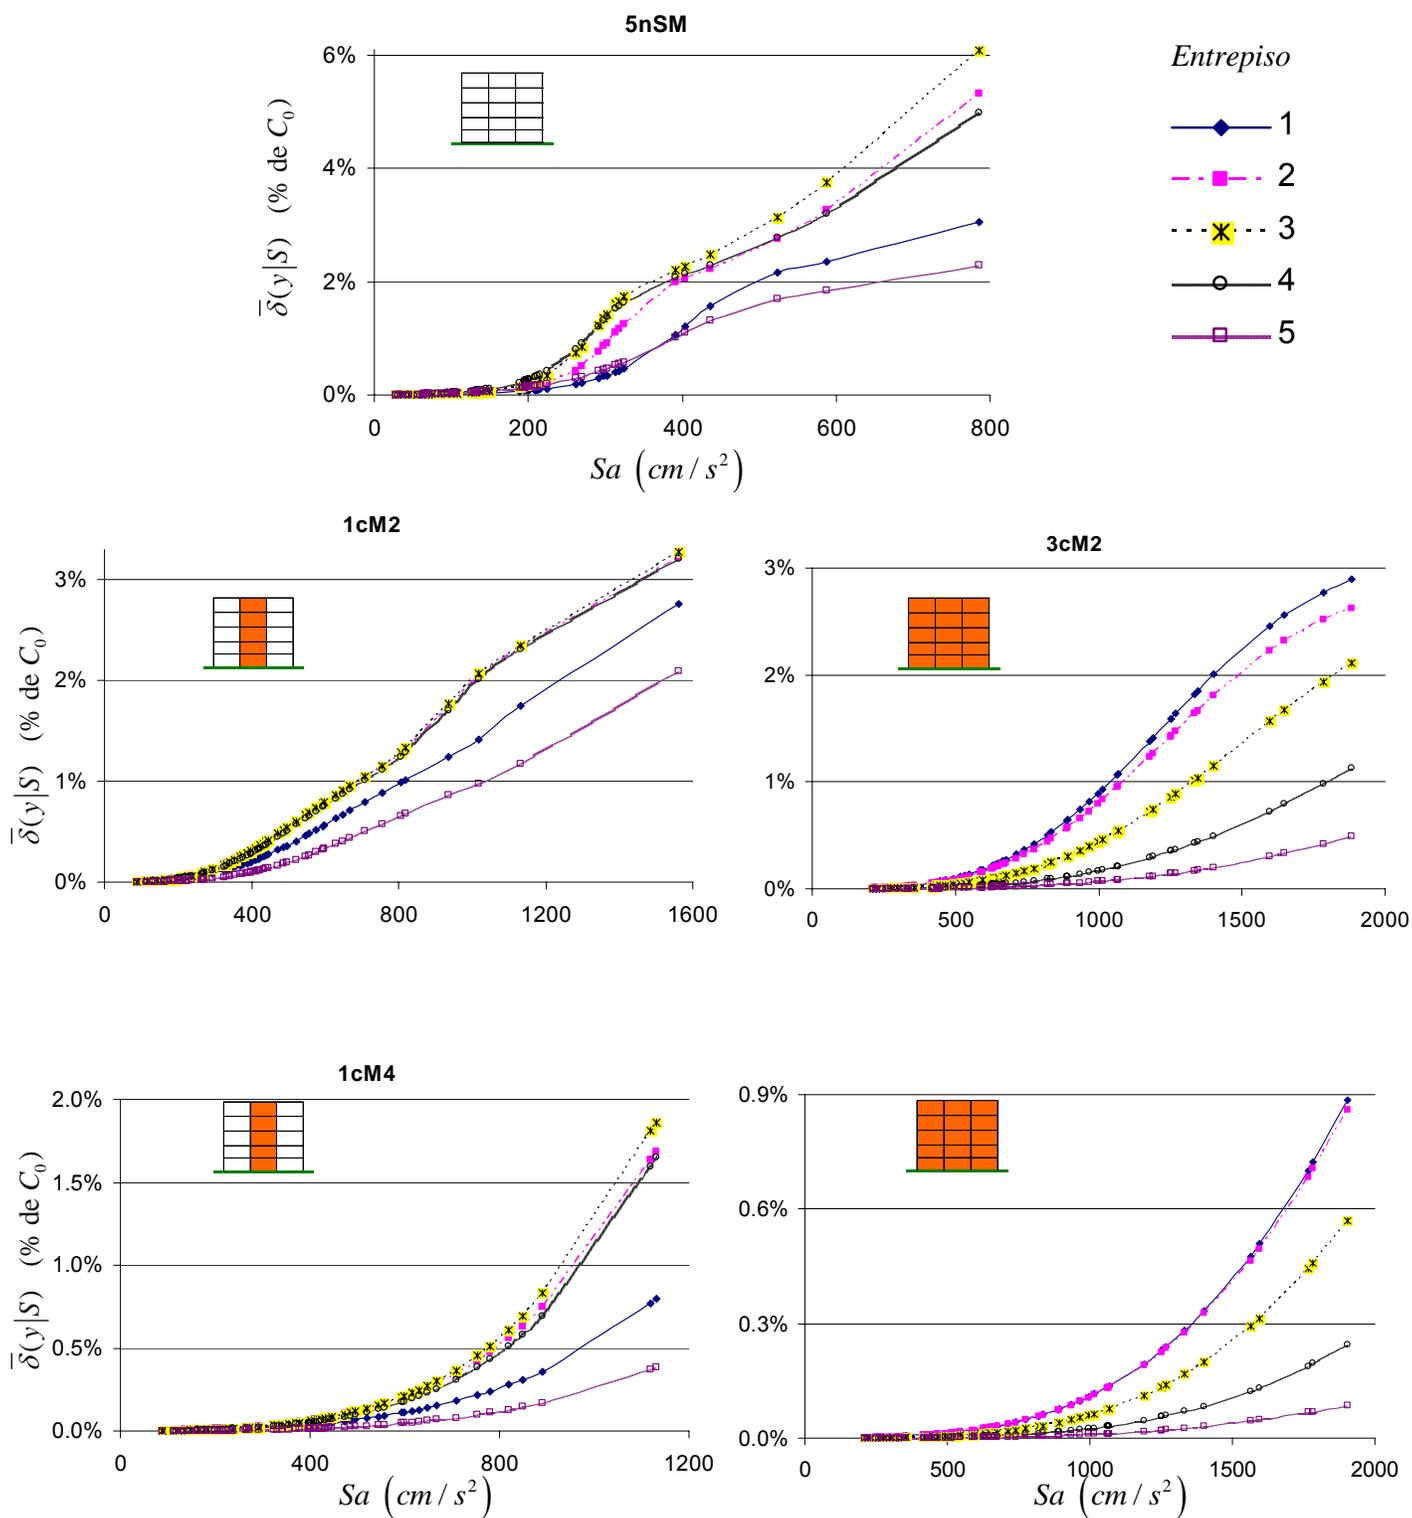 5nSM
6%
4%
2%
0%
0 200 400 600 800
δ̅(y|S) (% de C₀)
Sa (cm / s²)
Entrepiso
1
2
3
4
5
1cM2
3%
2%
1%
0%
0 400 800 1200 1600
δ̅(y|S) (% de C₀)
3cM2
3%
2%
1%
0%
0 500 1000 1500 2000
1cM4
2.0%
1.5%
1.0%
0.5%
0.0%
0 400 800 1200
δ̅(y|S) (% de C₀)
Sa (cm / s²)
0.9%
0.6%
0.3%
0.0%
0 500 1000 1500 2000
Sa (cm / s²)